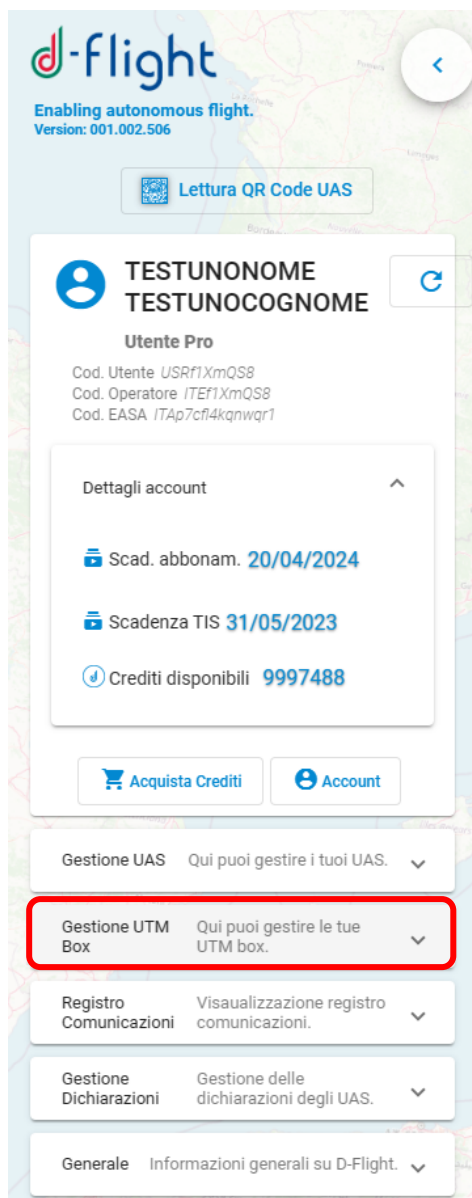 d-flight
Enabling autonomous flight.
Version: 001.002.506
Lettura QR Code UAS
TESTUNONOME
TESTUNOCOGNOME
Utente Pro
Cod. Utente USRf1XmQS8
Cod. Operatore ITEf1XmQS8
Cod. EASA ITAp7cfl4kqnwqr1
Dettagli account
Scad. abbonam. 20/04/2024
Scadenza TIS 31/05/2023
Crediti disponibili 9997488
Acquista Crediti
Account
Gestione UAS Qui puoi gestire i tuoi UAS.
Gestione UTM
Box
Qui puoi gestire le tue
UTM box.
Registro
Comunicazioni
Visaualizzazione registro
comunicazioni.
Gestione
Dichiarazioni
Gestione delle
dichiarazioni degli UAS.
Generale Informazioni generali su D-Flight.